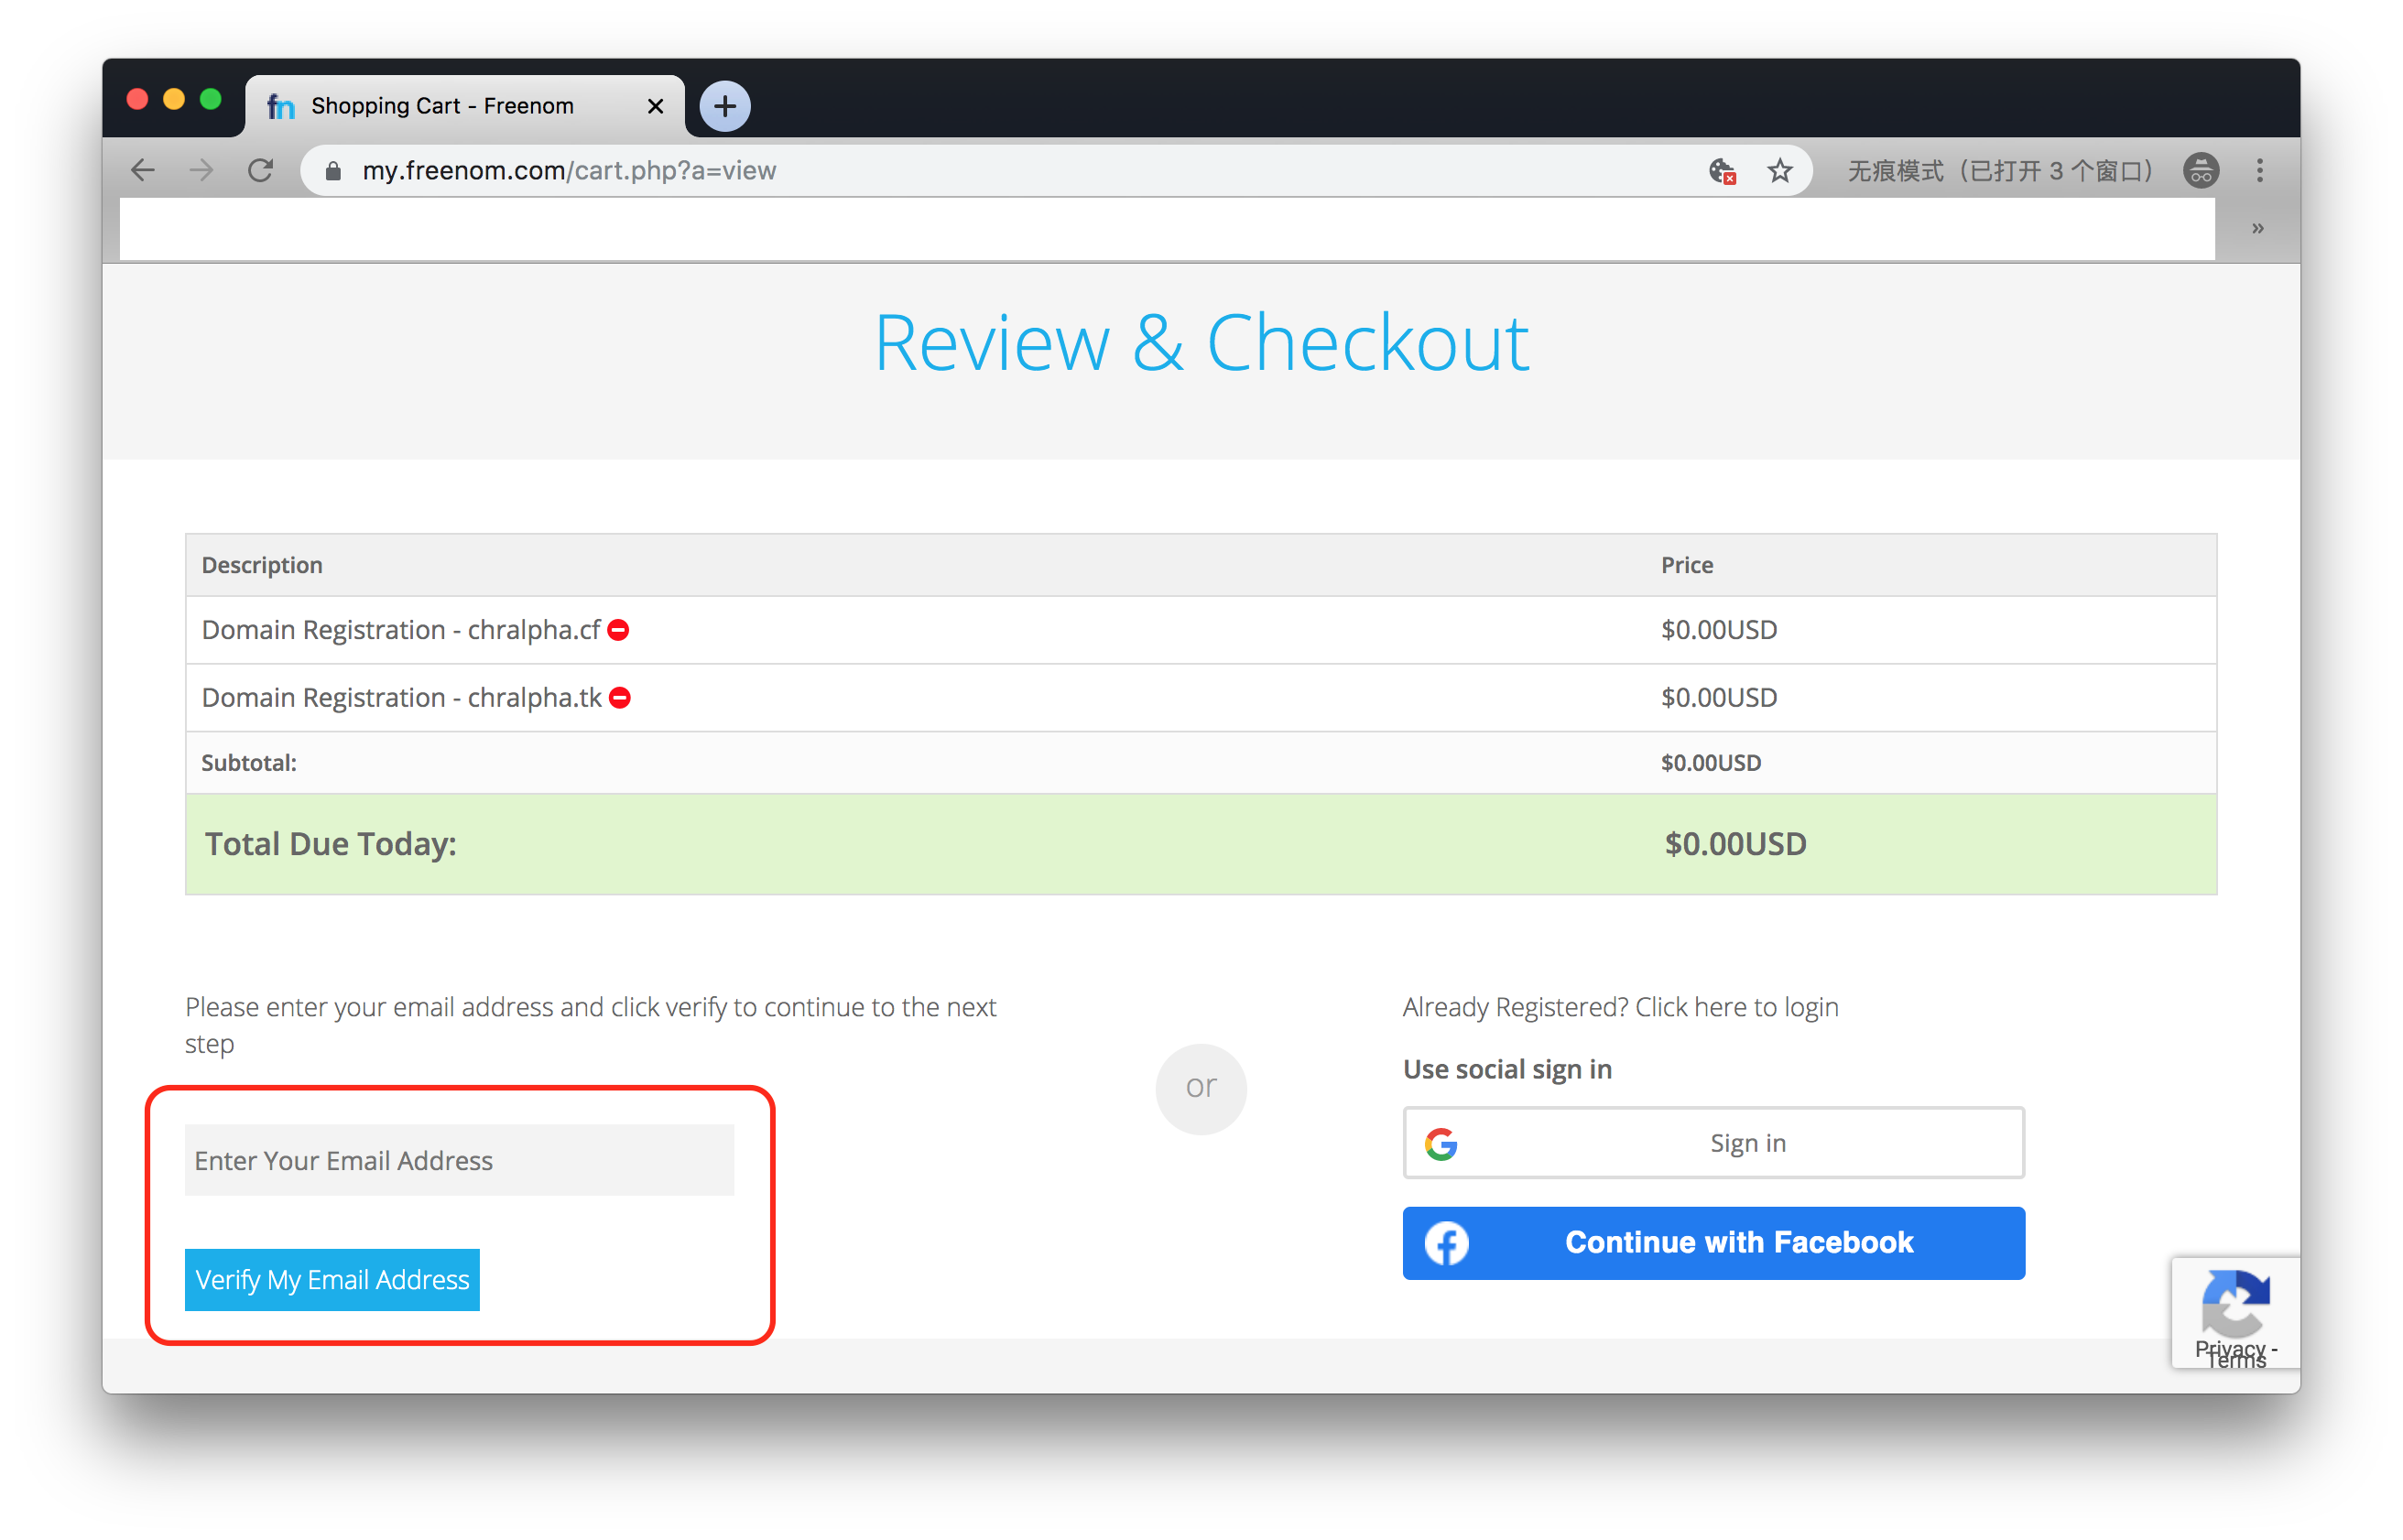 fn Shopping Cart - Freenom
my.freenom.com/cart.php?a=view
无痕模式（已打开 3 个窗口）
»
Review & Checkout
Description Price
Domain Registration - chralpha.cf $0.00USD
Domain Registration - chralpha.tk $0.00USD
Subtotal: $0.00USD
Total Due Today: $0.00USD
Please enter your email address and click verify to continue to the next
step
Enter Your Email Address
Verify My Email Address
or
Already Registered? Click here to login
Use social sign in
Sign in
Continue with Facebook
Privacy -
Terms